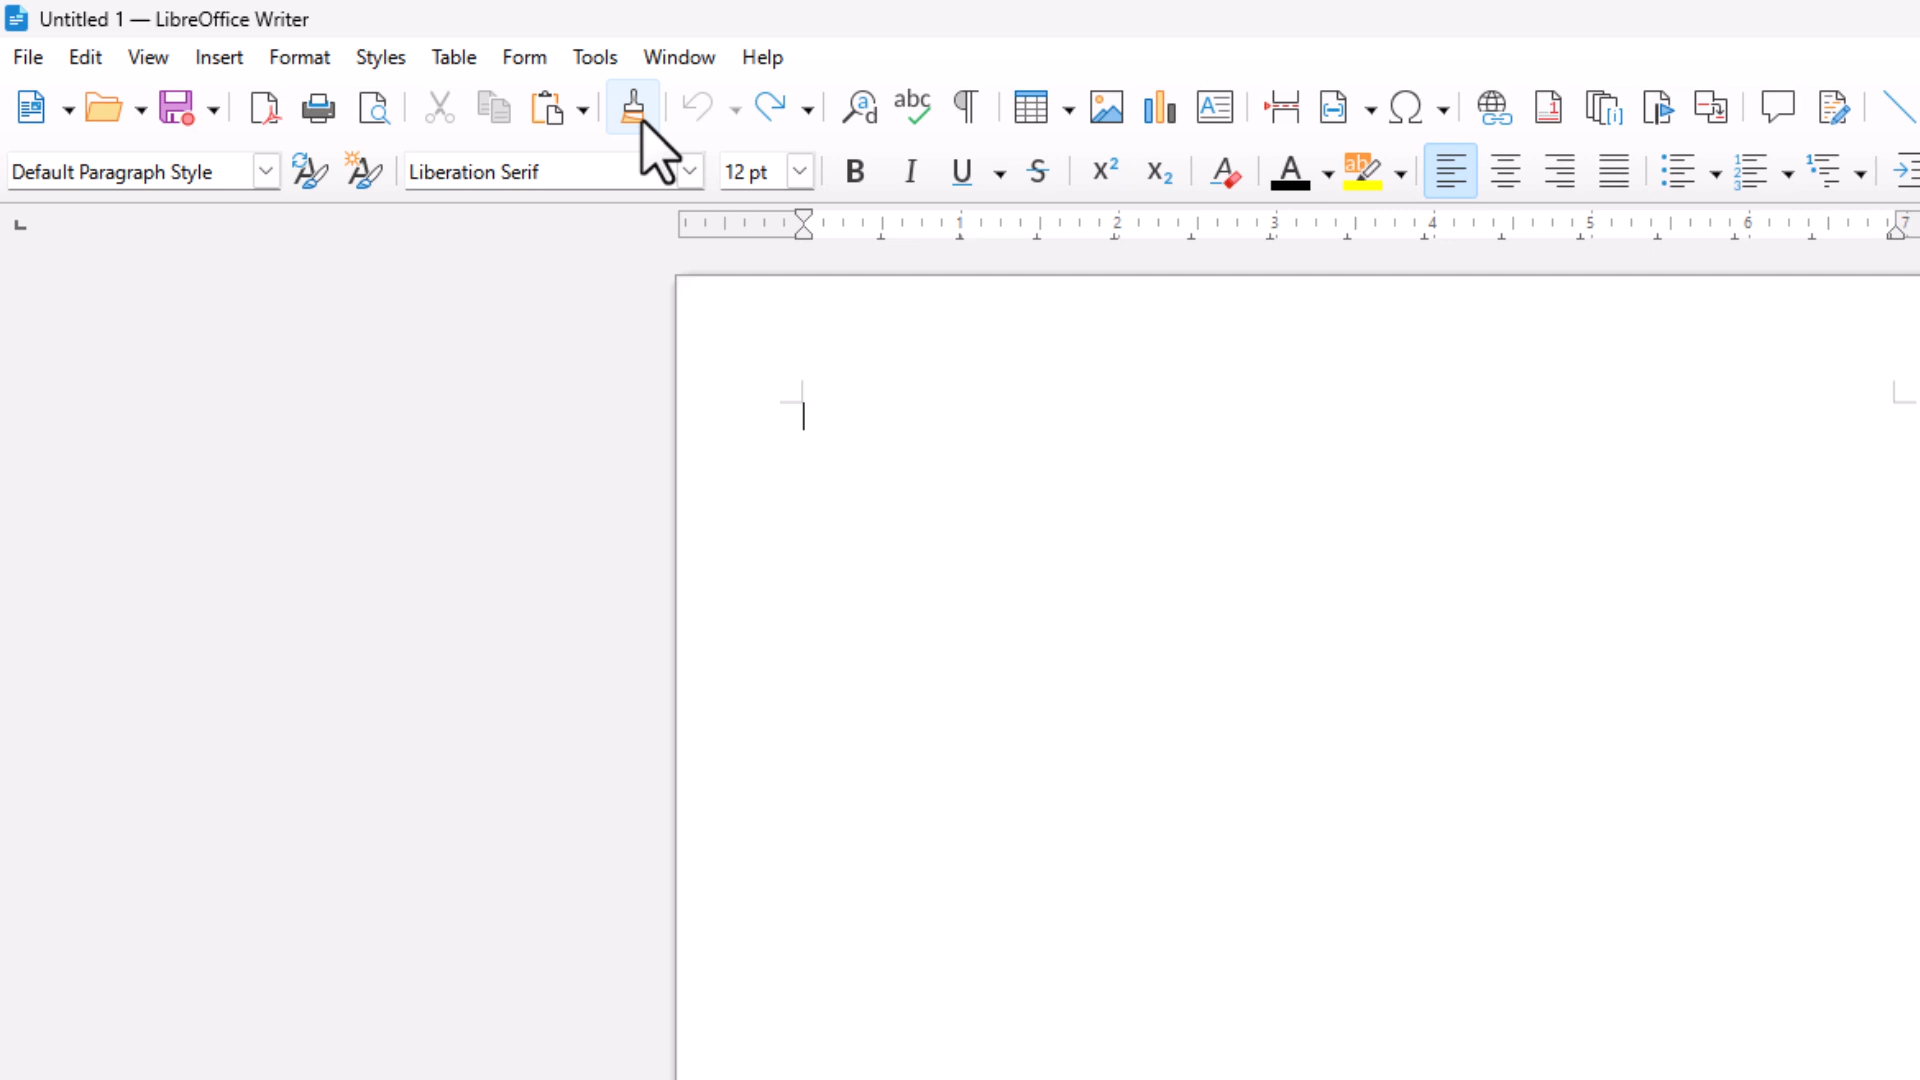 Untitled 1 — LibreOffice Writer
File Edit View Insert Format Styles Table Form Tools Window Help
abc
Default Paragraph Style Liberation Serif 12 pt B I U S X² X₂ A ab
1 2 3 4 5 6 7